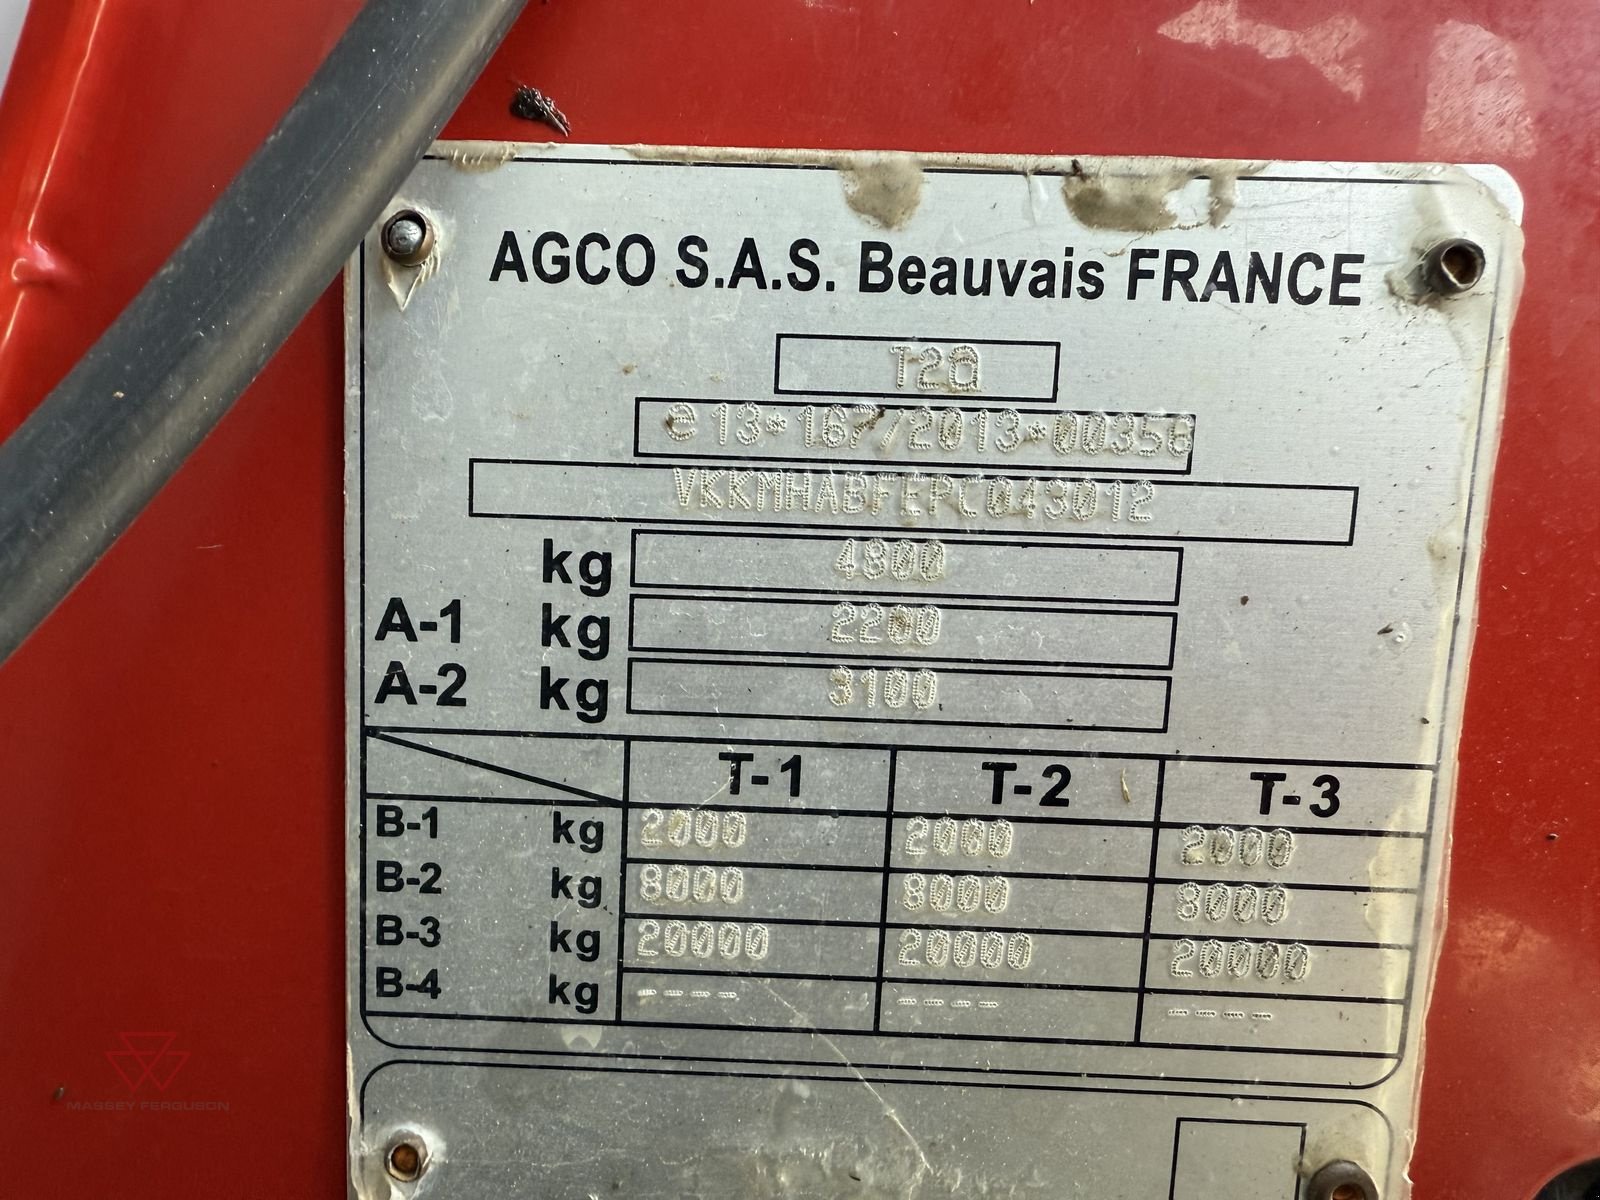 AGCO S.A.S. Beauvais FRANCE
T2a
e13*167/2013*00358
VKKMHABFEPC043012
kg 4800
A-1 kg 2200
A-2 kg 3100
T-1 T-2 T-3
B-1 kg 2000 2000 2000
B-2 kg 8000 8000 8000
B-3 kg 20000 20000 20000
B-4 kg ---- ---- ----
MASSEY FERGUSON